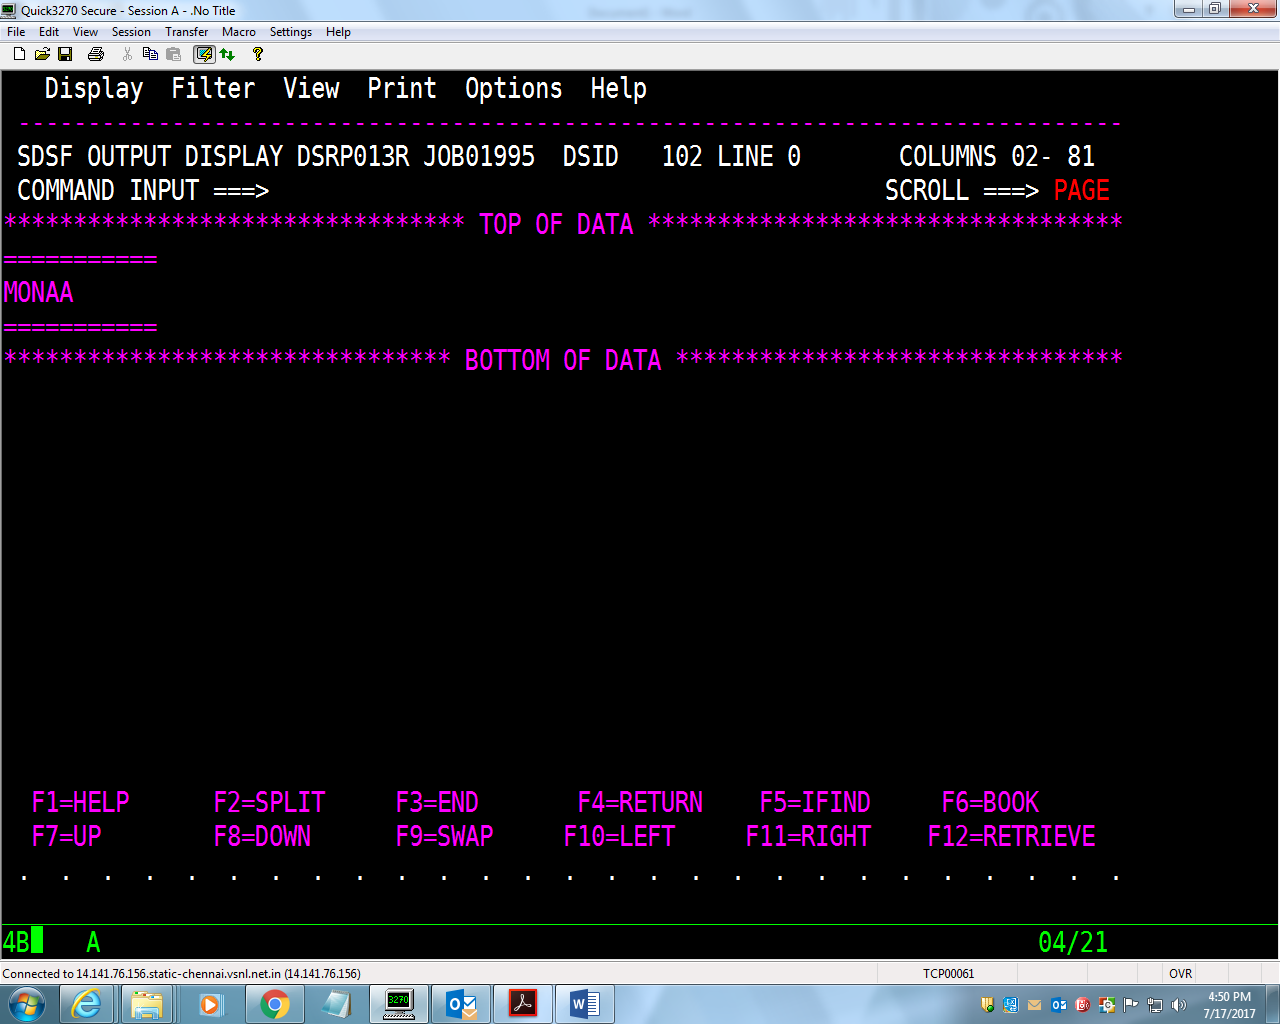 Quick3270 Secure - Session A - .No Title
File Edit View Session Transfer Macro Settings Help
Display Filter View Print Options Help
-------------------------------------------------------------------------------
SDSF OUTPUT DISPLAY DSRP013R JOB01995 DSID 102 LINE 0 COLUMNS 02- 81
COMMAND INPUT ===> SCROLL ===> PAGE
********************************* TOP OF DATA **********************************
===========
MONAA
===========
******************************** BOTTOM OF DATA ********************************
F1=HELP F2=SPLIT F3=END F4=RETURN F5=IFIND F6=BOOK
F7=UP F8=DOWN F9=SWAP F10=LEFT F11=RIGHT F12=RETRIEVE
. . . . . . . . . . . . . . . . . . . . . . . . . . .
4B A 04/21
Connected to 14.141.76.156.static-chennai.vsnl.net.in (14.141.76.156) TCP00061 OVR
3270
4:50 PM
7/17/2017